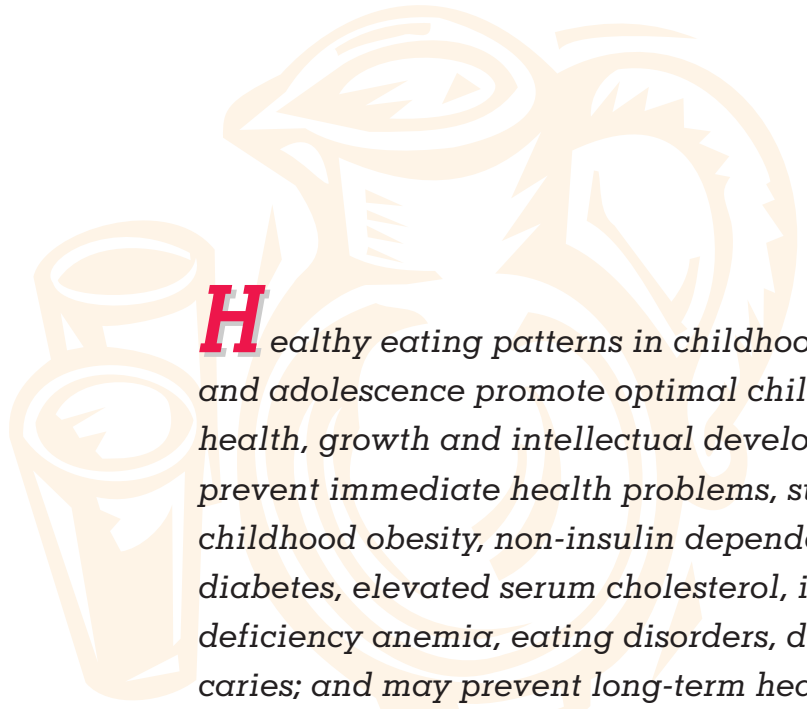 Healthy eating patterns in childhoo
and adolescence promote optimal chil
health, growth and intellectual develo
prevent immediate health problems, su
childhood obesity, non-insulin depende
diabetes, elevated serum cholesterol, i
deficiency anemia, eating disorders, d
caries; and may prevent long-term hea